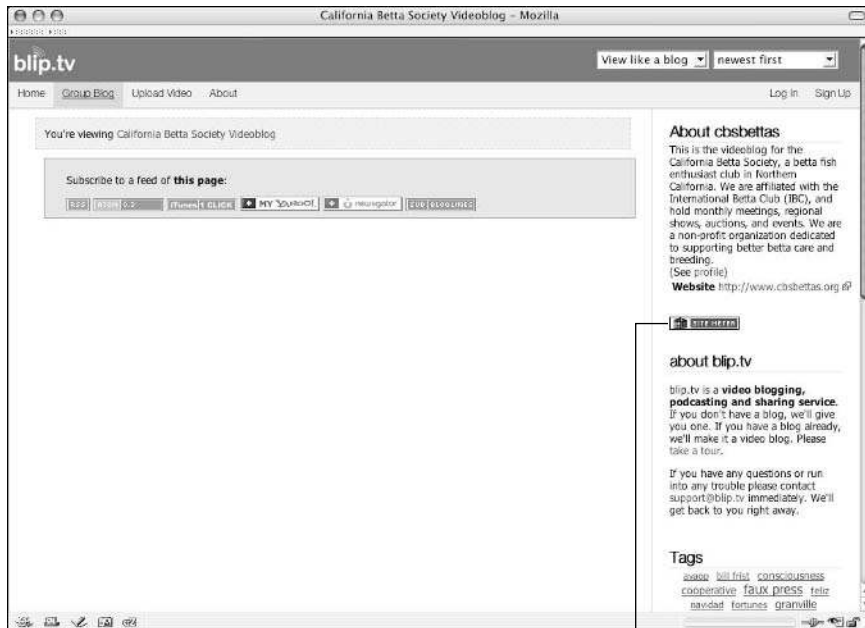 California Betta Society Videoblog – Mozilla
blip.tv
View like a blog
newest first
Home Group Blog Upload Video About
Log In Sign Up
You're viewing California Betta Society Videoblog
Subscribe to a feed of this page:
RSS iTunes 1 CLICK MY YAHOO! newsgator SUB BLOGLINES
About cbsbettas
This is the videoblog for the
California Betta Society, a betta fish
enthusiast club in Northern
California. We are affiliated with the
International Betta Club (IBC), and
hold monthly meetings, regional
shows, auctions, and events. We are
a non-profit organization dedicated
to supporting better betta care and
breeding.
(See profile)
Website http://www.cbsbettas.org
SITE METER
about blip.tv
blip.tv is a video blogging,
podcasting and sharing service.
If you don't have a blog, we'll give
you one. If you have a blog already,
we'll make it a video blog. Please
take a tour.
If you have any questions or run
into any trouble please contact
support@blip.tv immediately. We'll
get back to you right away.
Tags
bill frist consciousness
cooperative faux press feliz
navidad fortunes granville